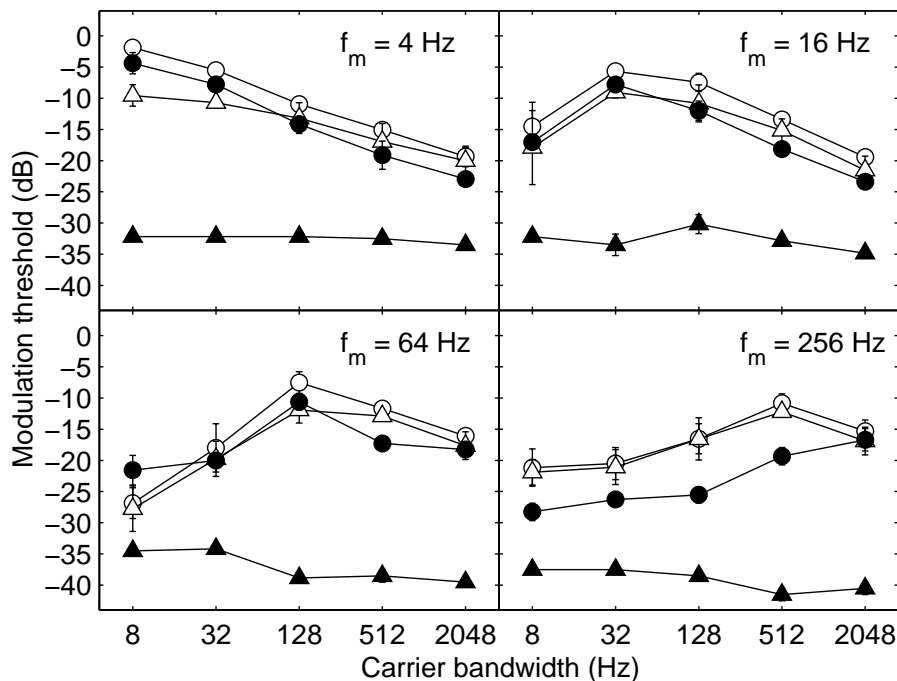 f_m = 4 Hz
f_m = 16 Hz
0
−5
−10
−15
−20
−25
−30
−35
−40
f_m = 64 Hz
f_m = 256 Hz
0
−5
−10
−15
−20
−25
−30
−35
−40
Modulation threshold (dB)
8 32 128 512 2048 8 32 128 512 2048
Carrier bandwidth (Hz)